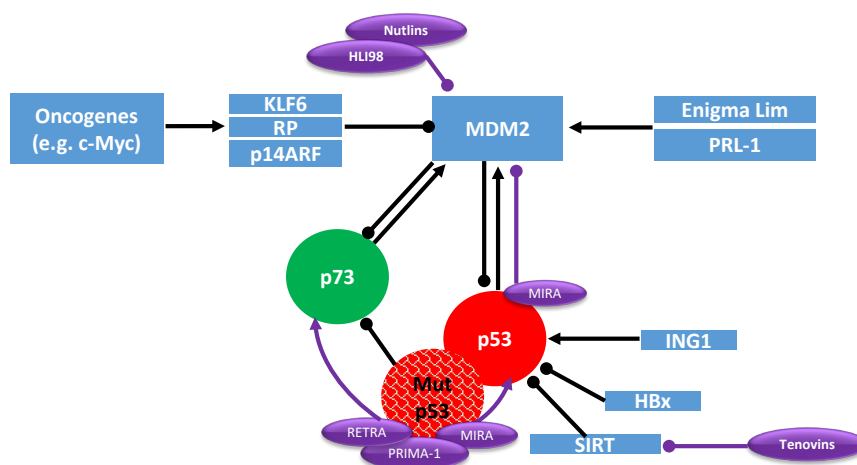 Nutlins
HLI98
Oncogenes
(e.g. c-Myc)
KLF6
RP
p14ARF
MDM2
Enigma Lim
PRL-1
p73
MIRA
p53
ING1
Mut
p53
HBx
RETRA
MIRA
PRIMA-1
SIRT
Tenovins